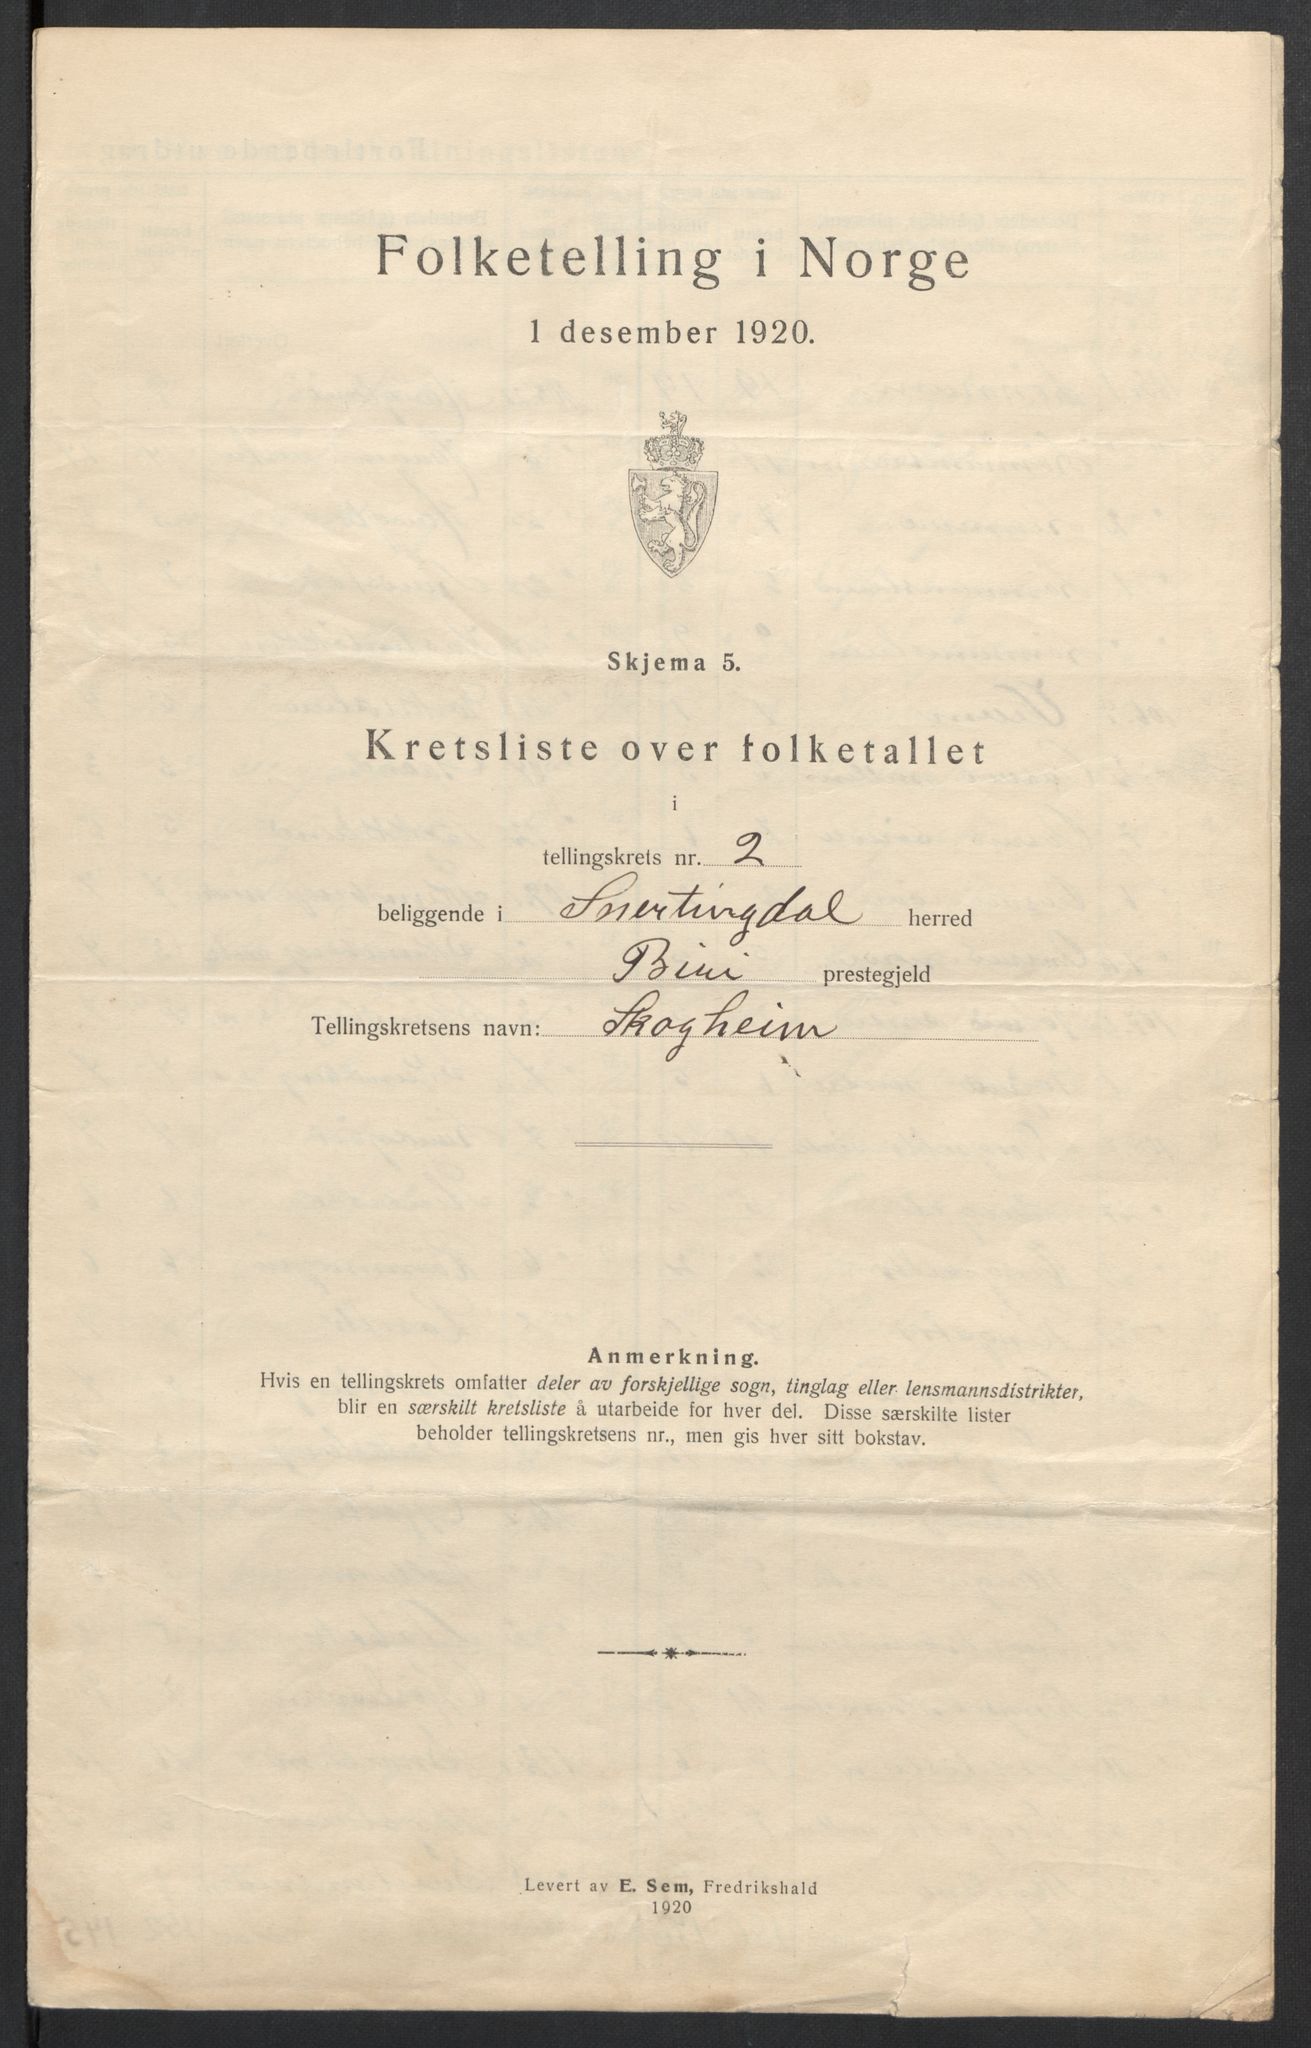 Folketelling i Norge
1 desember 1920.
Skjema 5.
Kretsliste over folketallet
i
tellingskrets nr. 2
beliggende i Snertingdal herred
Biri prestegjeld
Tellingskretsens navn: Skogheim
Anmerkning.
Hvis en tellingskrets omfatter deler av forskjellige sogn, tinglag eller lensmannsdistrikter,
blir en særskilt kretsliste å utarbeide for hver del. Disse særskilte lister
beholder tellingskretsens nr., men gis hver sitt bokstav.
Levert av E. Sem, Fredrikshald
1920